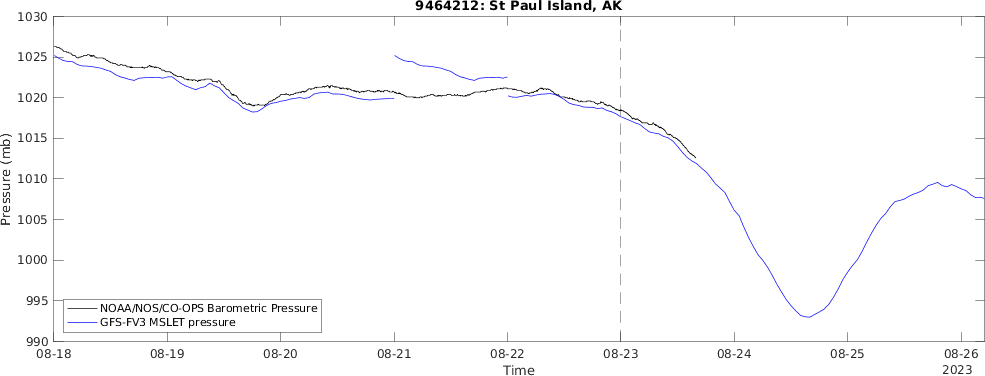 9464212: St Paul Island, AK
1030
1025
1020
1015
1010
1005
1000
995
990
Pressure (mb)
NOAA/NOS/CO-OPS Barometric Pressure
GFS-FV3 MSLET pressure
08-18 08-19 08-20 08-21 08-22 08-23 08-24 08-25 08-26
Time 2023